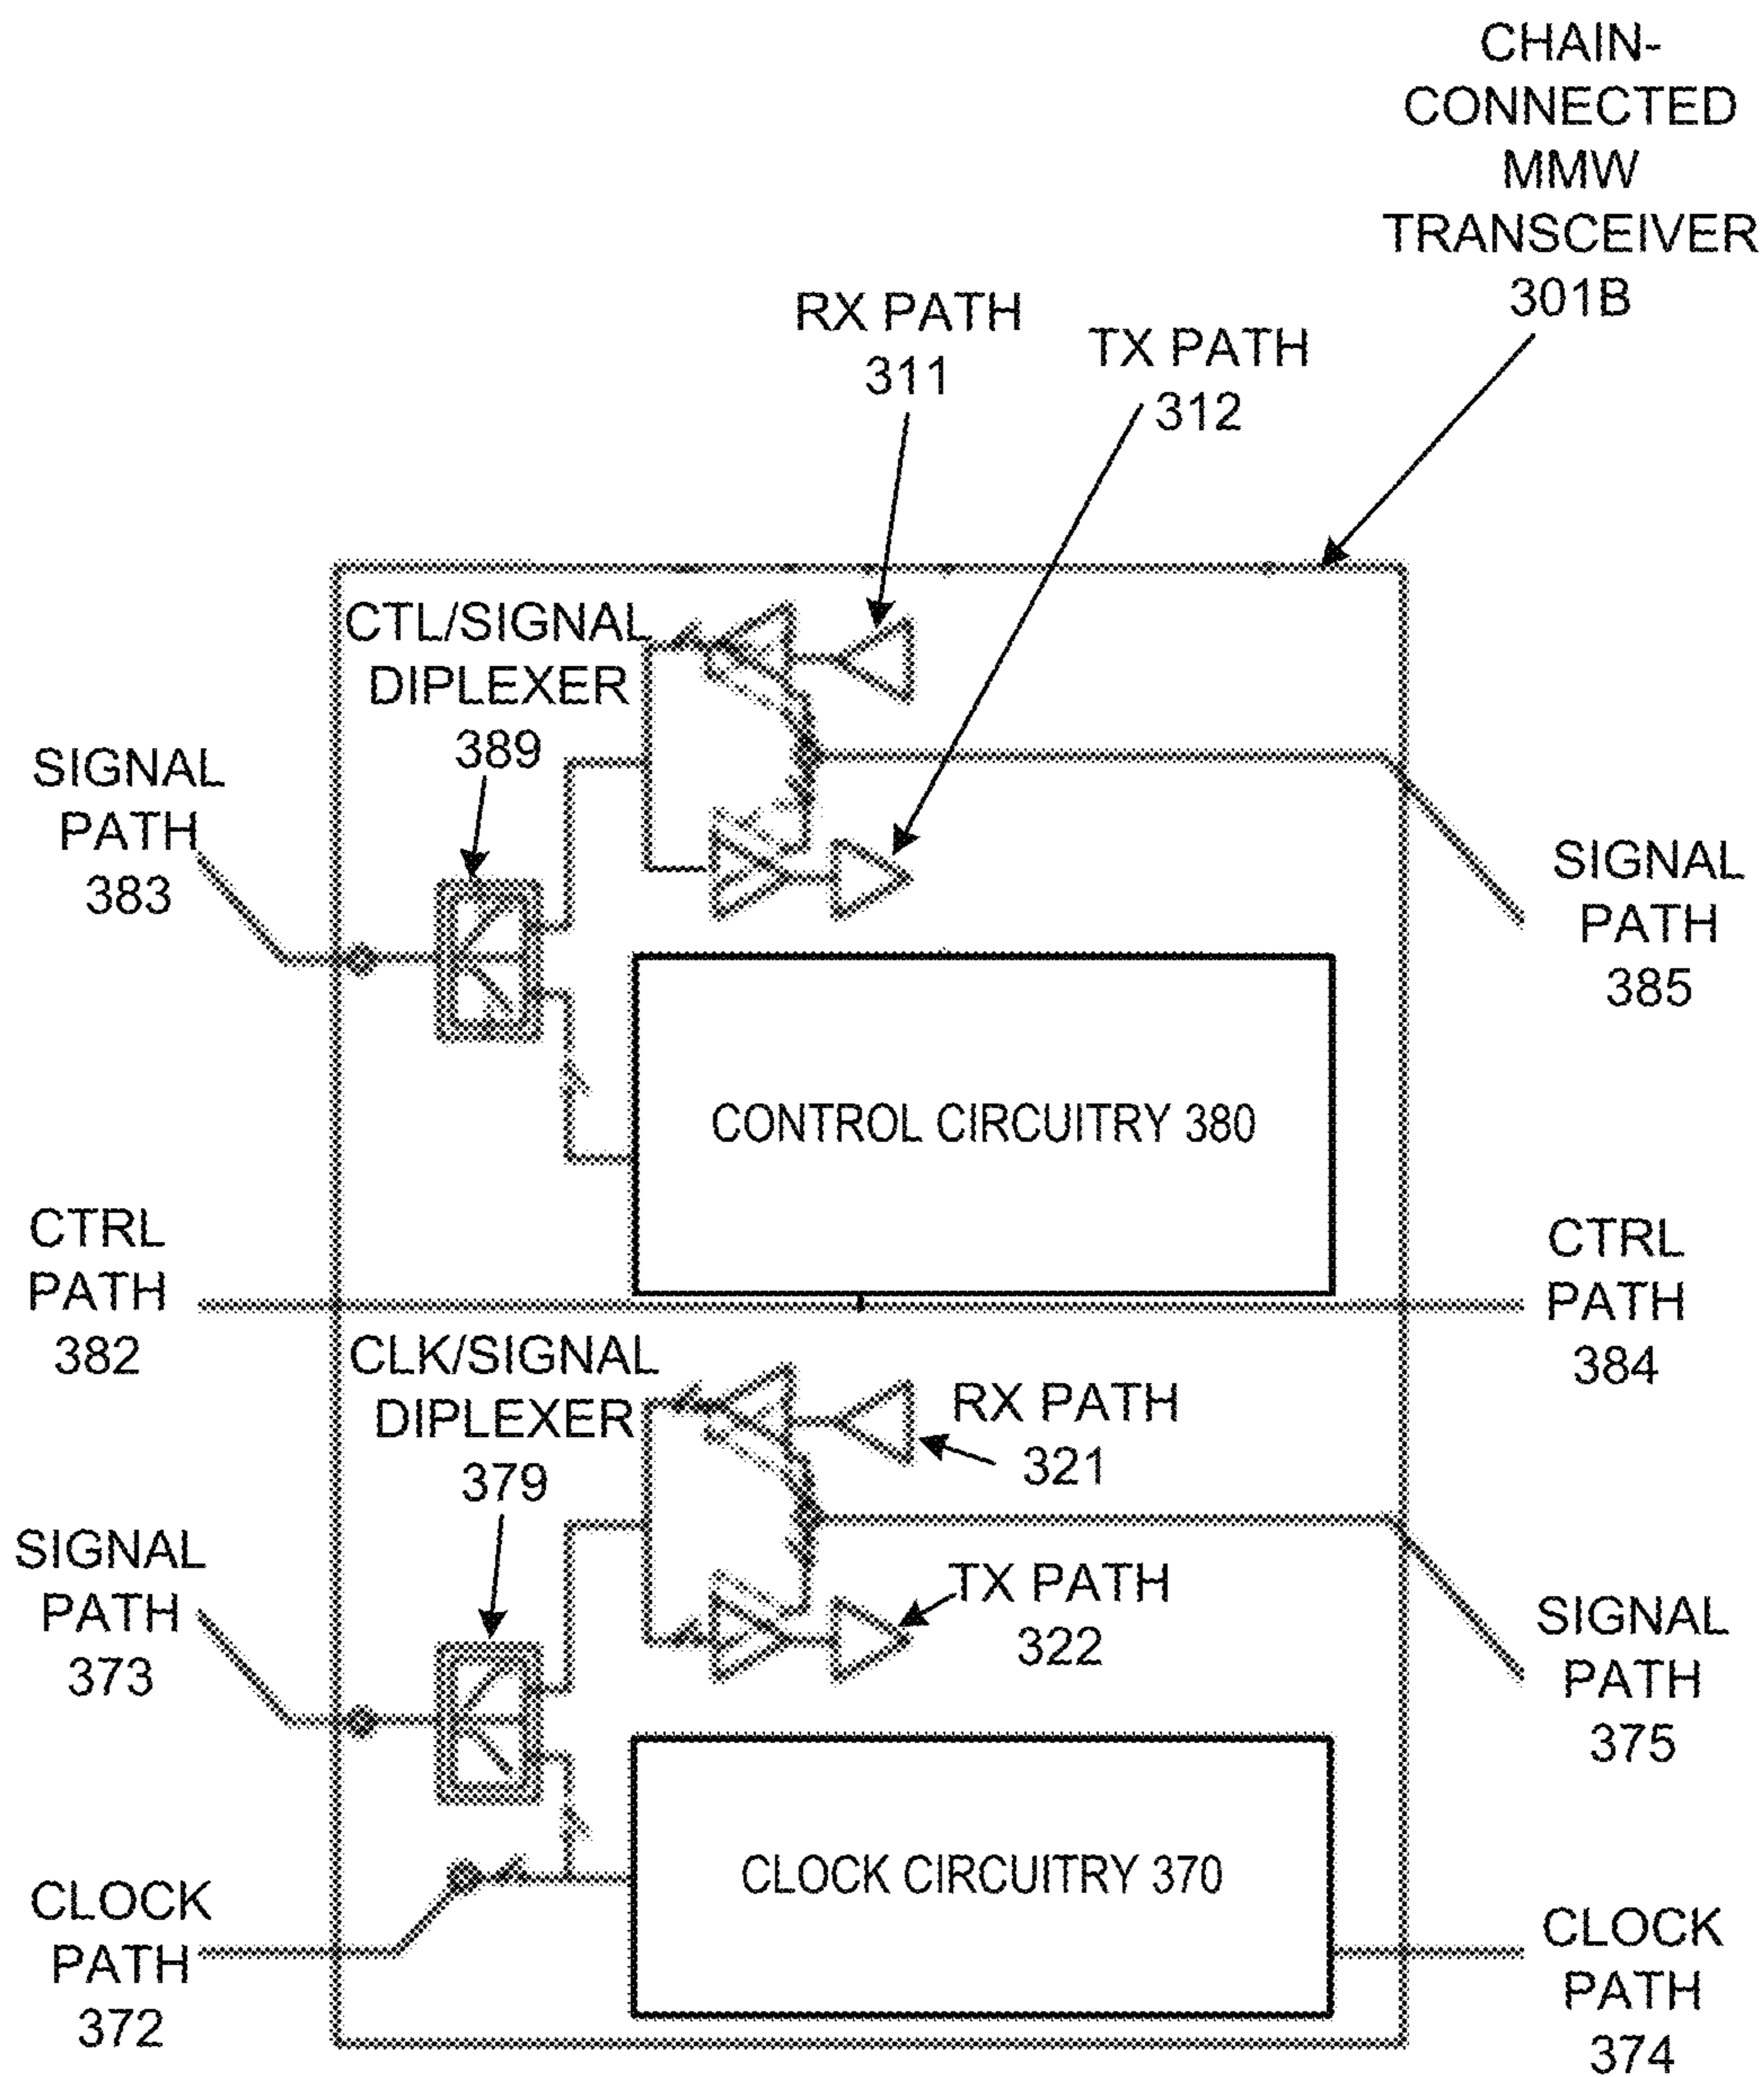 CHAIN-
CONNECTED
MMW
TRANSCEIVER
301B
RX PATH
311
TX PATH
312
CTL/SIGNAL
DIPLEXER
389
SIGNAL
PATH
383
SIGNAL
PATH
385
CONTROL CIRCUITRY 380
CTRL
PATH
382
CTRL
PATH
384
CLK/SIGNAL
DIPLEXER
379
RX PATH
321
SIGNAL
PATH
373
TX PATH
322
SIGNAL
PATH
375
CLOCK CIRCUITRY 370
CLOCK
PATH
372
CLOCK
PATH
374